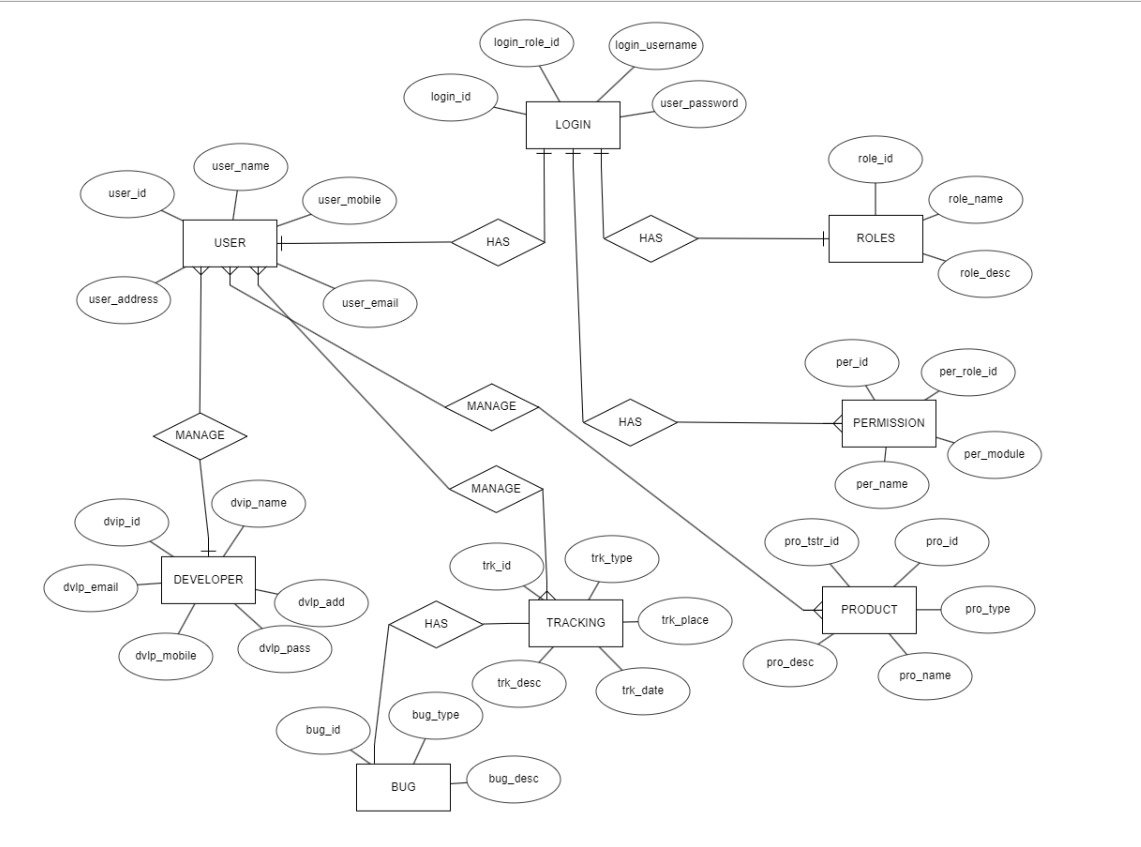 login_role_id
login_username
login_id
user_password
LOGIN
user_name
user_id
user_mobile
USER
user_address
user_email
HAS
HAS
role_id
role_name
ROLES
role_desc
per_id
per_role_id
PERMISSION
per_module
per_name
HAS
MANAGE
MANAGE
MANAGE
dvip_id
dvip_name
DEVELOPER
dvlp_email
dvlp_add
dvlp_mobile
dvlp_pass
trk_id
trk_type
TRACKING
trk_place
trk_desc
trk_date
HAS
pro_tstr_id
pro_id
PRODUCT
pro_type
pro_desc
pro_name
bug_id
bug_type
BUG
bug_desc